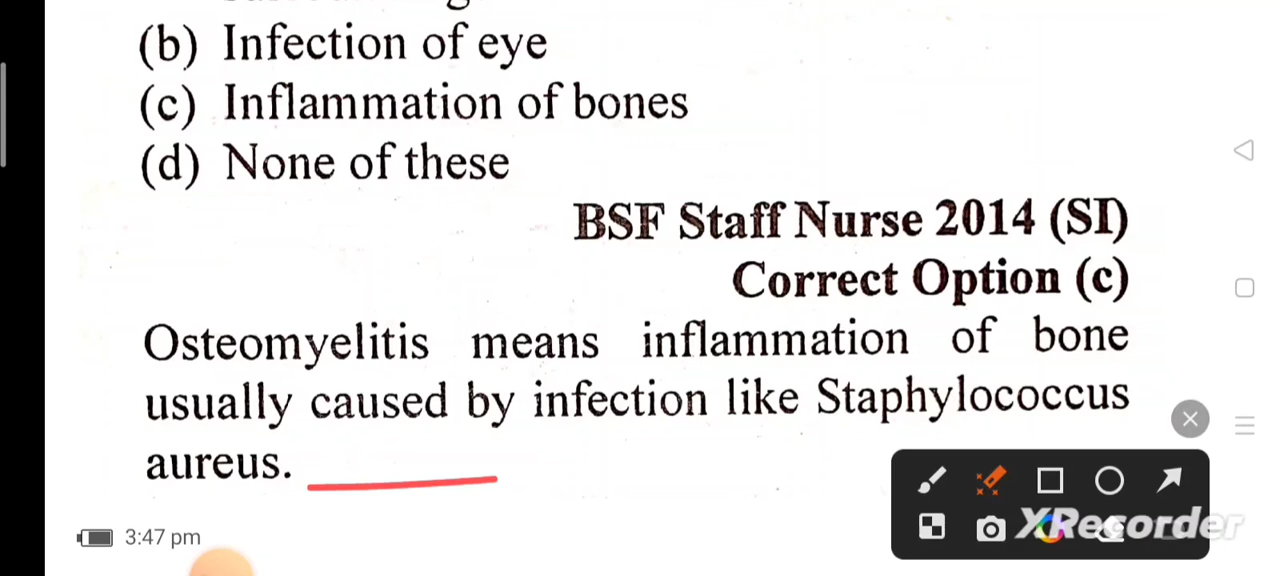 (b) Infection of eye
(c) Inflammation of bones
(d) None of these
BSF Staff Nurse 2014 (SI)
Correct Option (c)
Osteomyelitis means inflammation of bone
usually caused by infection like Staphylococcus
aureus.
3:47 pm
XRecorder